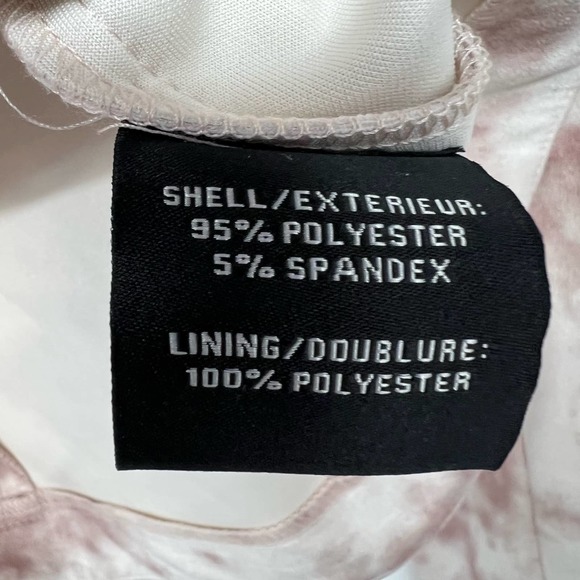 SHELL/EXTERIEUR:
95% POLYESTER
5% SPANDEX
LINING/DOUBLURE:
100% POLYESTER